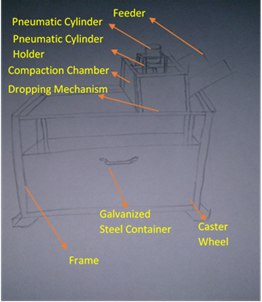 Feeder
Pneumatic Cylinder
Pneumatic Cylinder
Holder
Compaction Chamber
Dropping Mechanism
Galvanized
Steel Container
Caster
Wheel
Frame